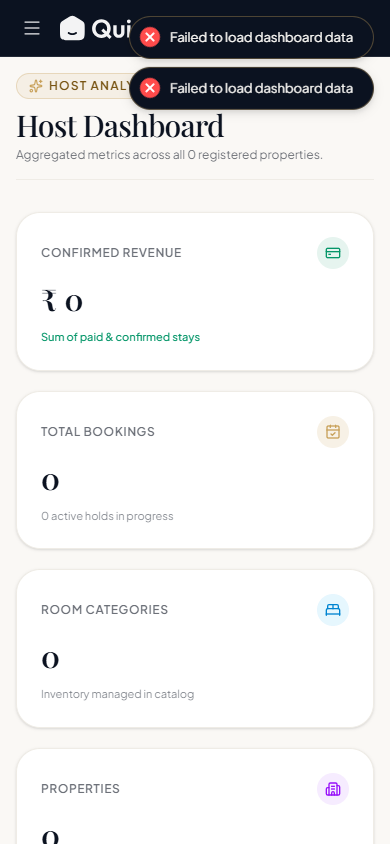 Qui
Failed to load dashboard data
Failed to load dashboard data
HOST ANALY
Host Dashboard
Aggregated metrics across all 0 registered properties.
CONFIRMED REVENUE
₹ 0
Sum of paid & confirmed stays
TOTAL BOOKINGS
0
0 active holds in progress
ROOM CATEGORIES
0
Inventory managed in catalog
PROPERTIES
0